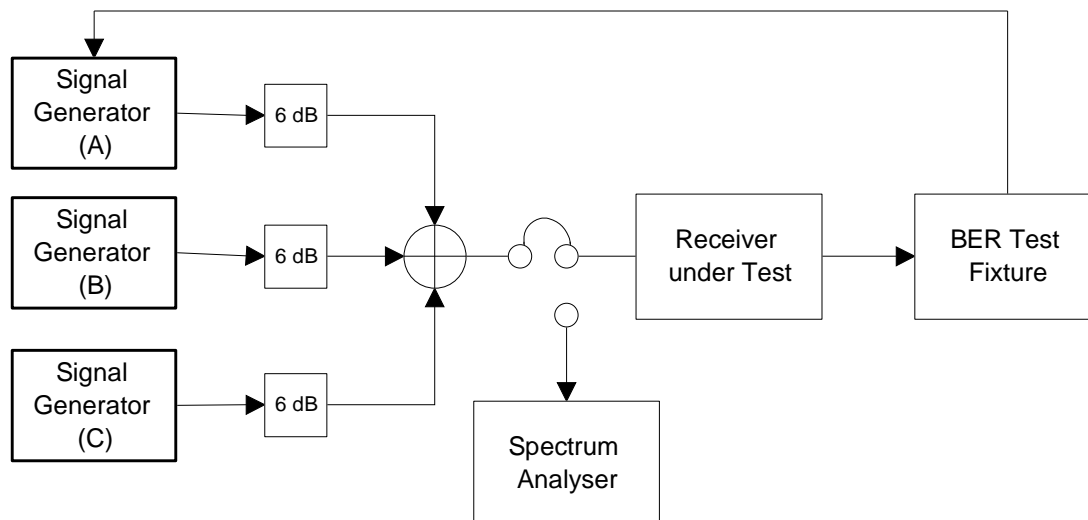 Signal
Generator
(A)
6 dB
Signal
Generator
(B)
6 dB
Signal
Generator
(C)
6 dB
Receiver
under Test
BER Test
Fixture
Spectrum
Analyser